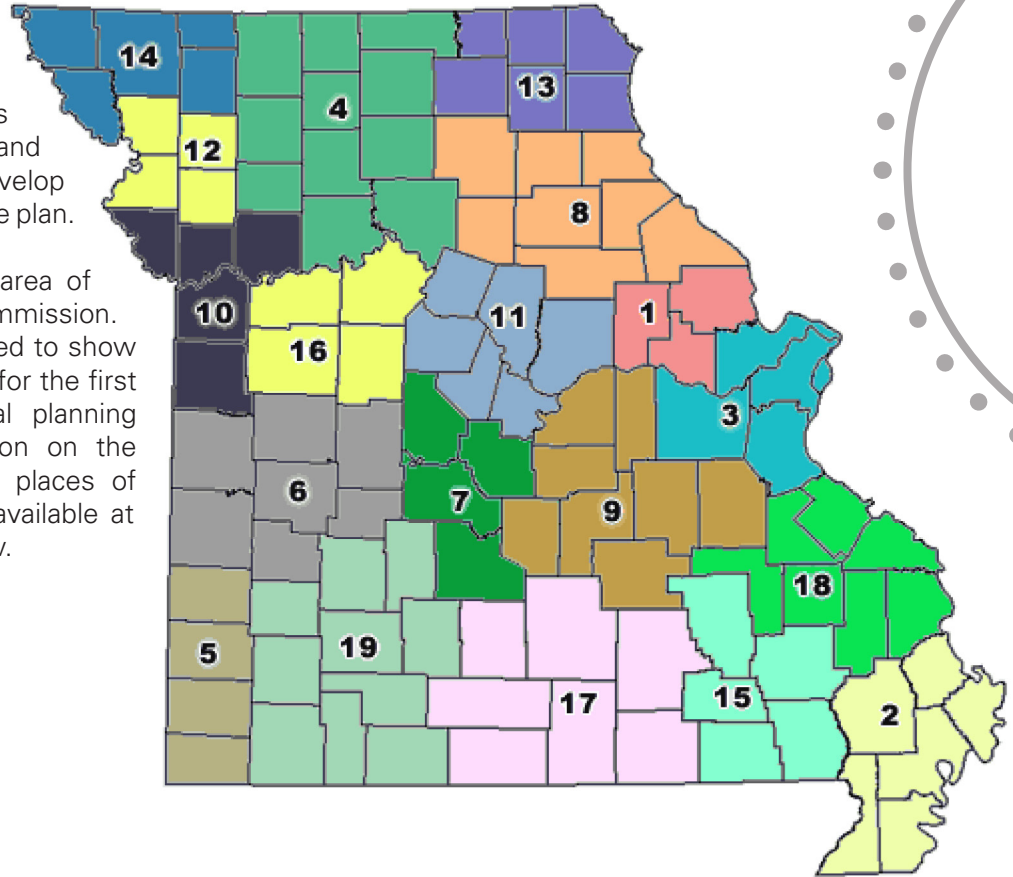 s
and
velop
e plan.
area of
mmission.
ed to show
for the first
al planning
on on the
places of
available at
y.
14
4
13
12
8
10
11
1
16
3
6
7
9
18
5
19
17
15
2